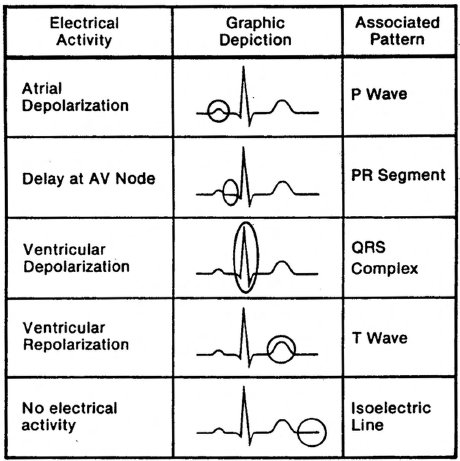 Electrical
Activity
Graphic
Depiction
Associated
Pattern
Atrial
Depolarization
P Wave
Delay at AV Node
PR Segment
Ventricular
Depolarization
QRS
Complex
Ventricular
Repolarization
T Wave
No electrical
activity
Isoelectric
Line